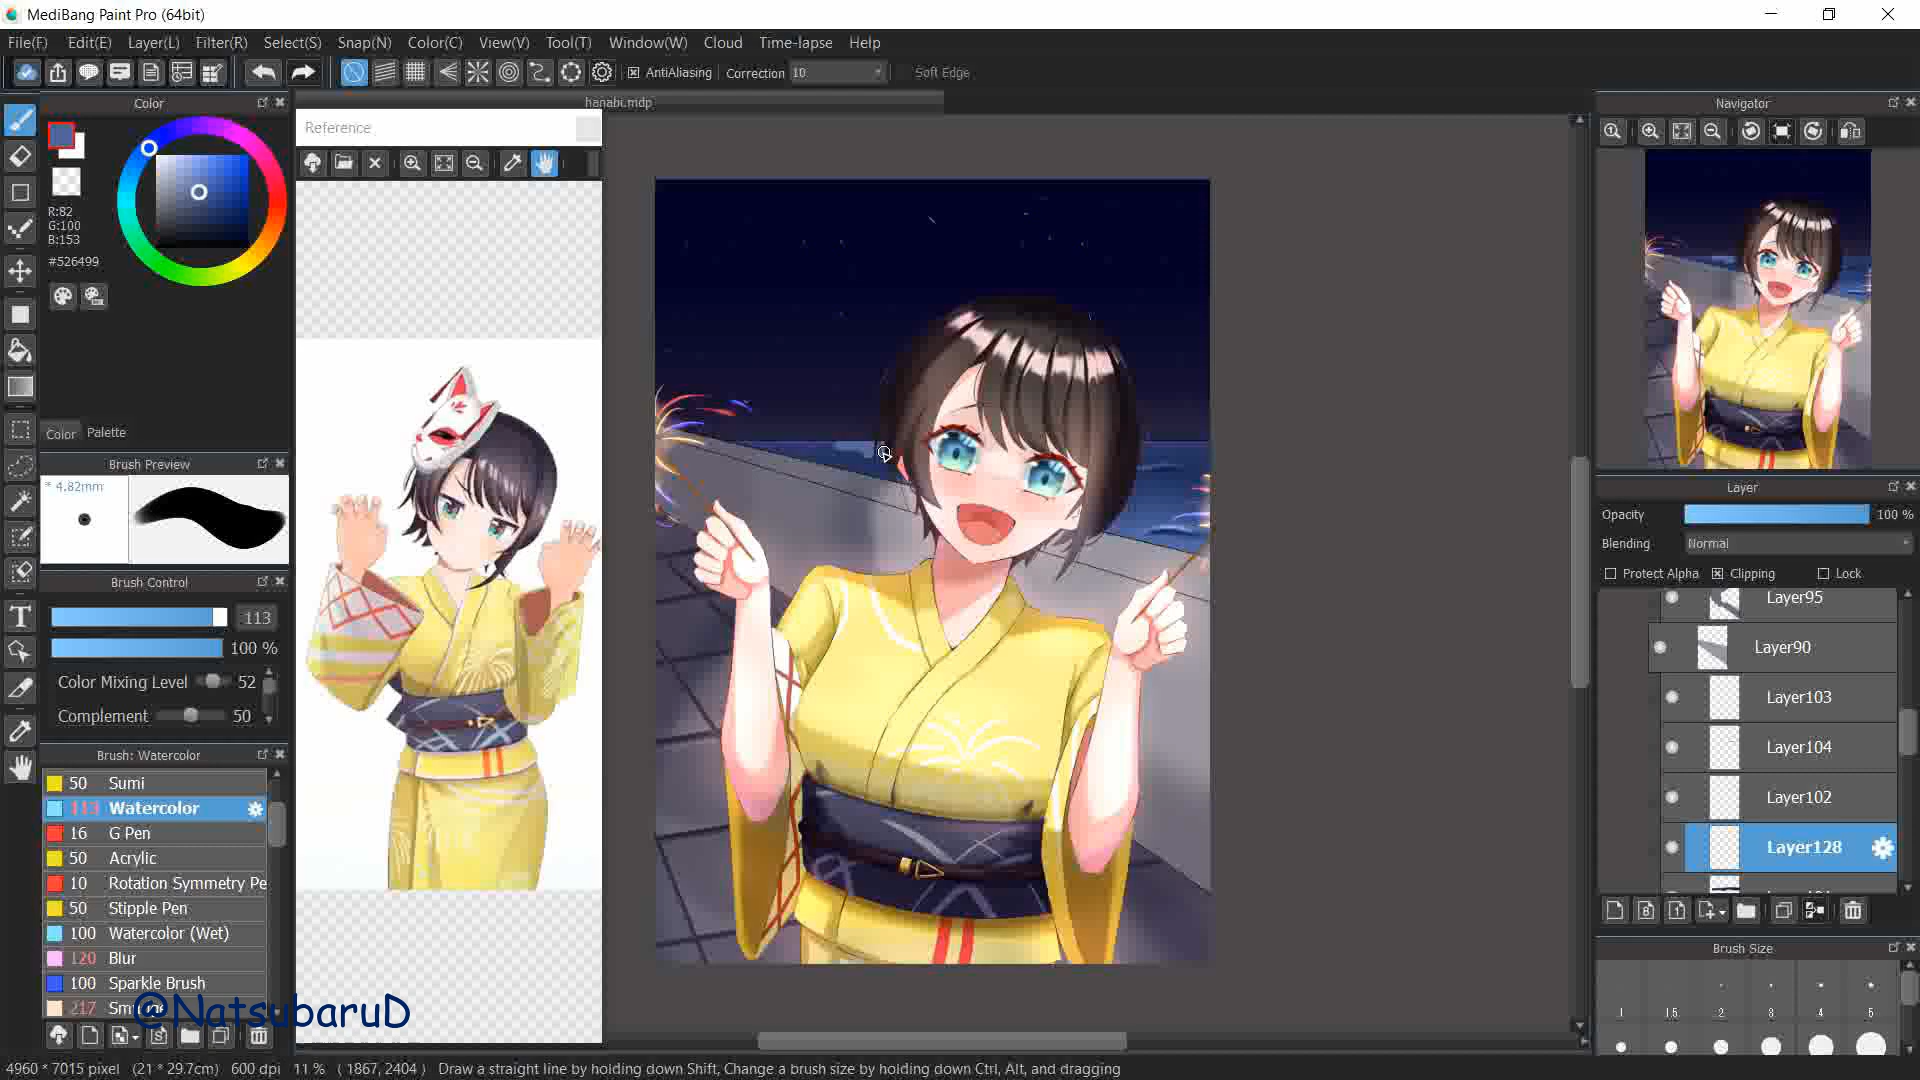 MediBang Paint Pro (64bit)
File(F) Edit(E) Layer(L) Filter(R) Select(S) Snap(N) Color(C) View(V) Tool(T) Window(W) Cloud Time-lapse Help
AntiAliasing Correction 10 Soft Edge
Color
hanabi.mdp
Navigator
Reference
R:82
G:100
B:153
#526499
Color Palette
Brush Preview
* 4.82mm
Brush Control
113
100 %
Color Mixing Level 52
Complement 50
Brush: Watercolor
50 Sumi
113 Watercolor
16 G Pen
50 Acrylic
10 Rotation Symmetry Pe
50 Stipple Pen
100 Watercolor (Wet)
120 Blur
100 Sparkle Brush
217
@NatsubaruD
Layer
Opacity 100 %
Blending Normal
Protect Alpha Clipping Lock
Layer95
Layer90
Layer103
Layer104
Layer102
Layer128
Brush Size
1 1.5 2 3 4 5
4960 * 7015 pixel (21 * 29.7cm) 600 dpi 11 % ( 1867, 2404 ) Draw a straight line by holding down Shift, Change a brush size by holding down Ctrl, Alt, and dragging